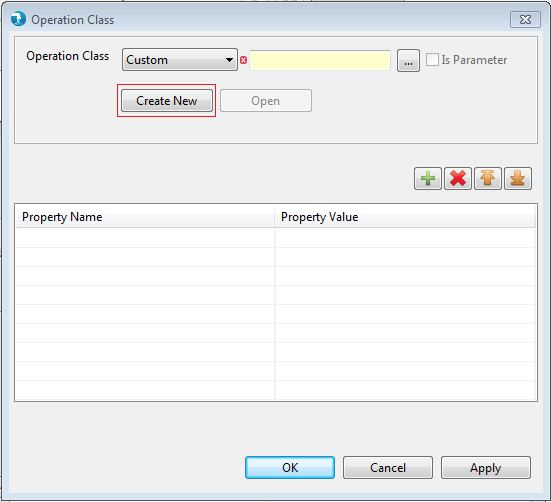 Operation Class
Operation Class Custom ... Is Parameter
Create New Open
Property Name Property Value
OK Cancel Apply